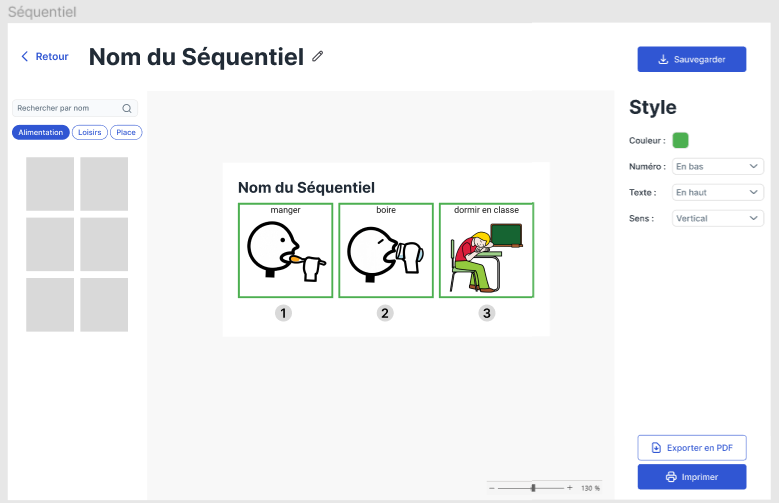 Séquentiel
Retour
Nom du Séquentiel
Sauvegarder
Rechercher par nom
Alimentation
Loisirs
Place
Nom du Séquentiel
manger
boire
dormir en classe
1
2
3
130 %
Style
Couleur :
Numéro : En bas
Texte : En haut
Sens : Vertical
Exporter en PDF
Imprimer